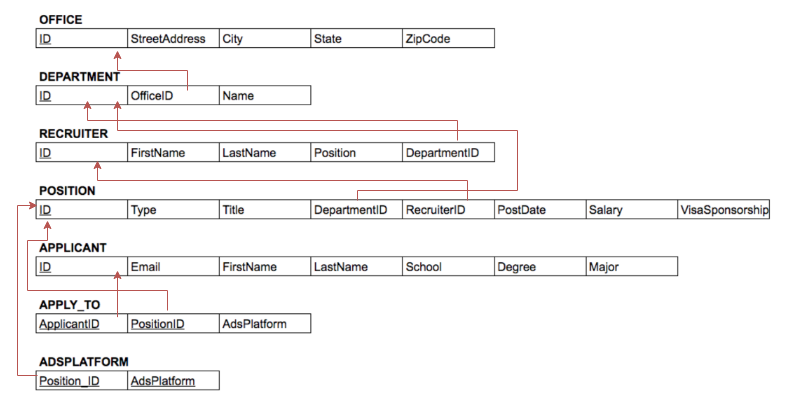 OFFICE
ID StreetAddress City State ZipCode
DEPARTMENT
ID OfficeID Name
RECRUITER
ID FirstName LastName Position DepartmentID
POSITION
ID Type Title DepartmentID RecruiterID PostDate Salary VisaSponsorship
APPLICANT
ID Email FirstName LastName School Degree Major
APPLY_TO
ApplicantID PositionID AdsPlatform
ADSPLATFORM
Position_ID AdsPlatform